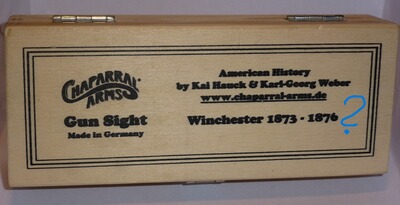 CHAPARRAL
ARMS
Gun Sight
Made in Germany
American History
by Kai Hauck & Karl-Georg Weber
www.chaparral-arms.de
Winchester 1873 - 1876 ?